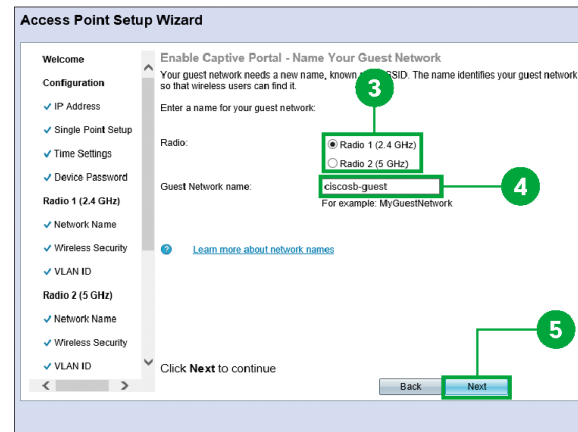 Access Point Setup Wizard
Welcome
Configuration
IP Address
Single Point Setup
Time Settings
Device Password
Radio 1 (2.4 GHz)
Network Name
Wireless Security
VLAN ID
Radio 2 (5 GHz)
Network Name
Wireless Security
VLAN ID
Enable Captive Portal - Name Your Guest Network
Your guest network needs a new name, known SSID. The name identifies your guest network
so that wireless users can find it.
3
Enter a name for your guest network:
Radio:
Radio 1 (2.4 GHz)
Radio 2 (5 GHz)
Guest Network name:
ciscosb-guest
4
For example: MyGuestNetwork
? Learn more about network names
5
Click Next to continue
Back
Next